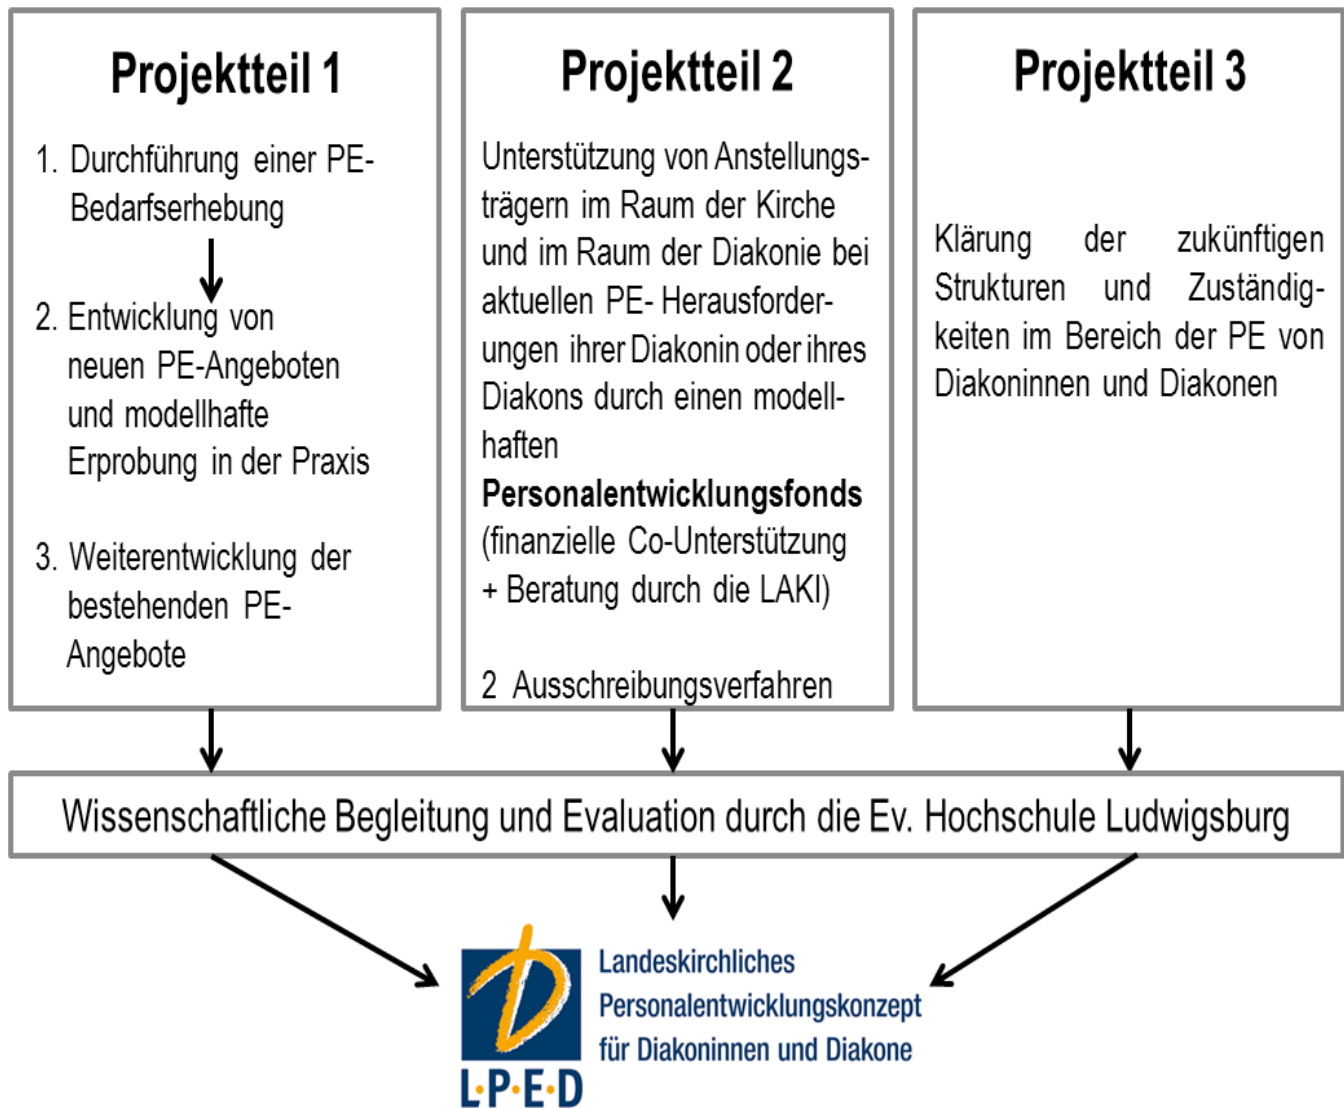 Projektteil 1
1. Durchführung einer PE-
Bedarfserhebung
2. Entwicklung von
neuen PE-Angeboten
und modellhafte
Erprobung in der Praxis
3. Weiterentwicklung der
bestehenden PE-
Angebote
Projektteil 2
Unterstützung von Anstellungs-
trägern im Raum der Kirche
und im Raum der Diakonie bei
aktuellen PE- Herausforder-
ungen ihrer Diakonin oder ihres
Diakons durch einen modell-
haften
Personalentwicklungsfonds
(finanzielle Co-Unterstützung
+ Beratung durch die LAKI)
2 Ausschreibungsverfahren
Projektteil 3
Klärung der zukünftigen
Strukturen und Zuständig-
keiten im Bereich der PE von
Diakoninnen und Diakonen
Wissenschaftliche Begleitung und Evaluation durch die Ev. Hochschule Ludwigsburg
D
L·P·E·D
Landeskirchliches
Personalentwicklungskonzept
für Diakoninnen und Diakone